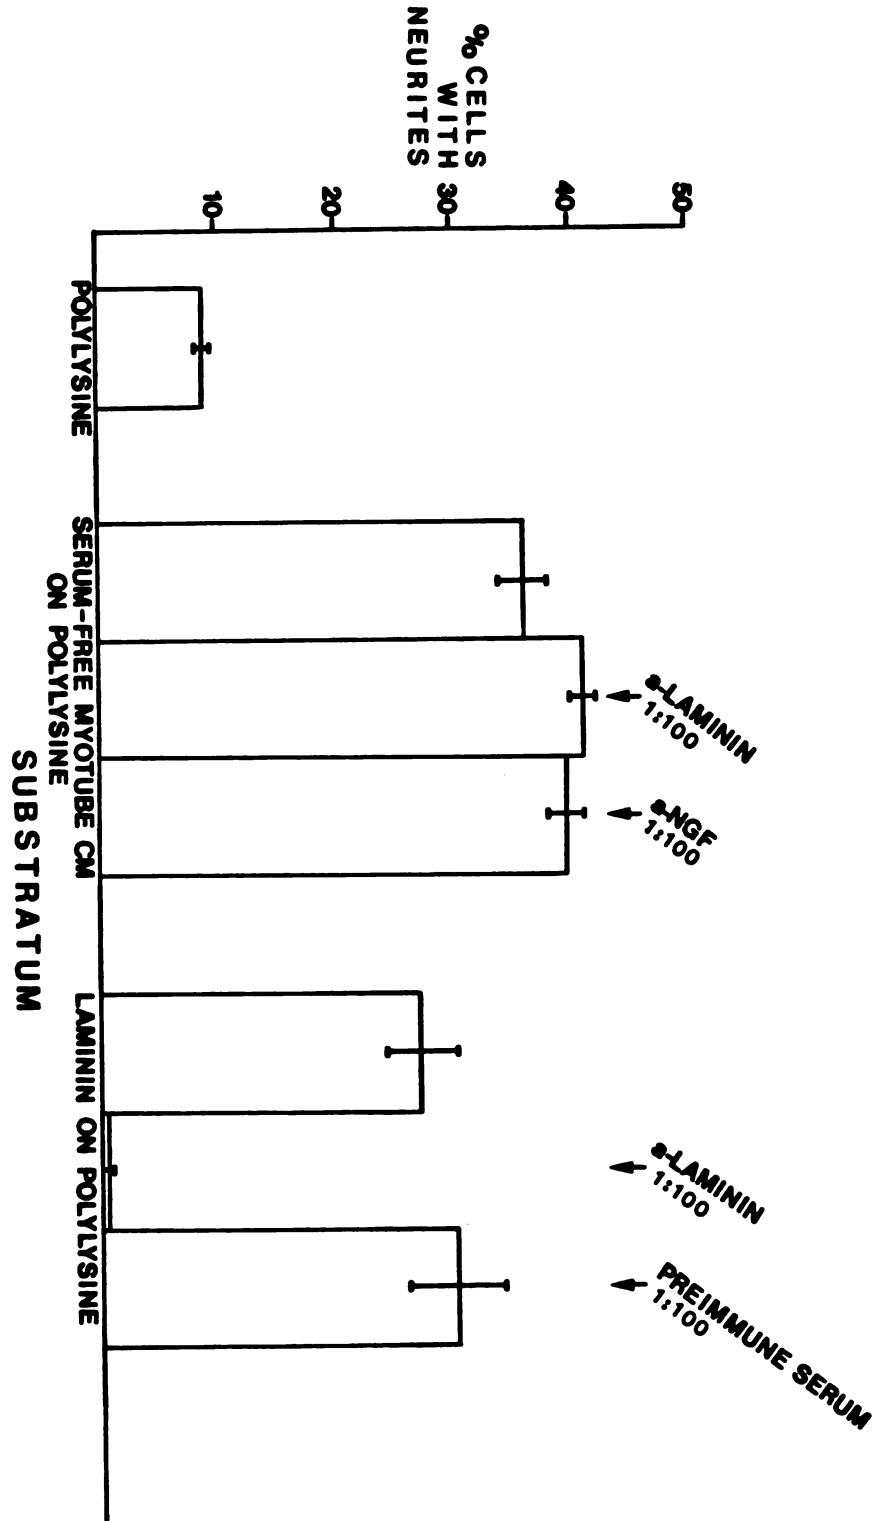 % CELLS
WITH
NEURITES
50
40
30
20
10
a-LAMININ
1:100
a-NGF
1:100
a-LAMININ
1:100
PREIMMUNE SERUM
1:100
POLYLYSINE
SERUM-FREE MYOTUBE CM
ON POLYLYSINE
LAMININ ON POLYLYSINE
SUBSTRATUM